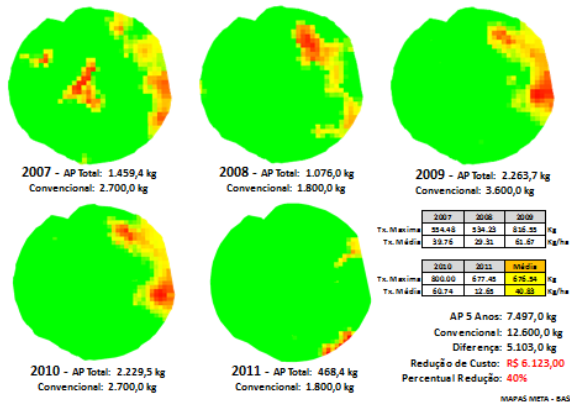 2007 - AP Total: 1.459,4 kg
Convencional: 2.700,0 kg
2008 - AP Total: 1.076,0 kg
Convencional: 1.800,0 kg
2009 - AP Total: 2.263,7 kg
Convencional: 3.600,0 kg
2007 2008 2009
Tx. Maxima 554.48 534.23 816.55 Kg
Tx. Média 39.76 29.31 61.67 Kg/ha
2010 2011 Média
Tx. Maxima 800.00 677.45 676.54 Kg
Tx. Média 60.74 12.65 40.83 Kg/ha
2010 - AP Total: 2.229,5 kg
Convencional: 2.700,0 kg
2011 - AP Total: 468,4 kg
Convencional: 1.800,0 kg
AP 5 Anos: 7.497,0 kg
Convencional: 12.600,0 kg
Diferença: 5.103,0 kg
Redução de Custo: R$ 6.123,00
Percentual Redução: 40%
MAPAS META - BAS